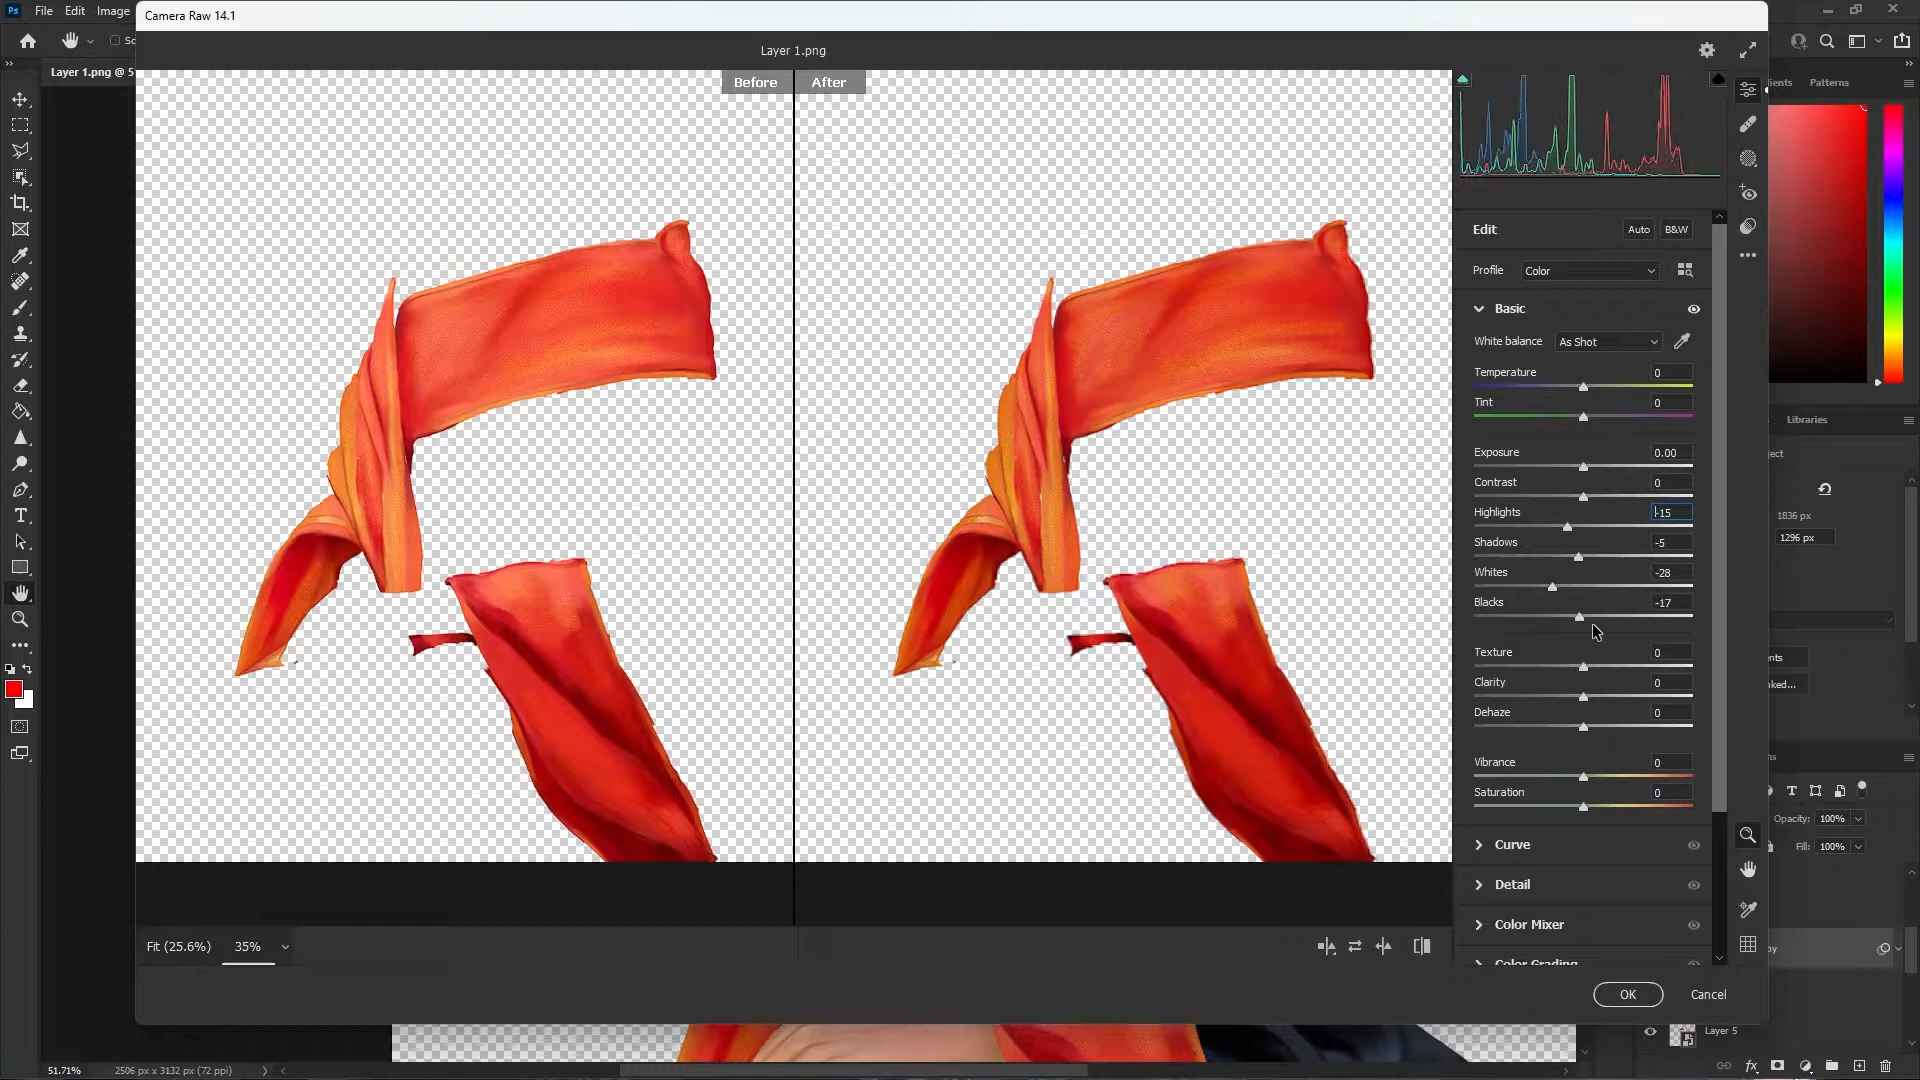 Ps File Edit Image
Camera Raw 14.1
Layer 1.png
Layer 1.png @ 5
Before After
Patterns
Edit Auto B&W
Profile Color
Basic
White balance As Shot
Temperature 0
Tint 0
Exposure 0.00
Contrast 0
Highlights -15
Shadows -5
Whites -28
Blacks -17
Texture 0
Clarity 0
Dehaze 0
Vibrance 0
Saturation 0
Curve
Detail
Color Mixer
Color Grading
Libraries
1836 px
1296 px
Opacity: 100%
Fill: 100%
Layer 5
Fit (25.6%) 35%
OK Cancel
51.71% 2506 px x 3132 px (72 ppi)